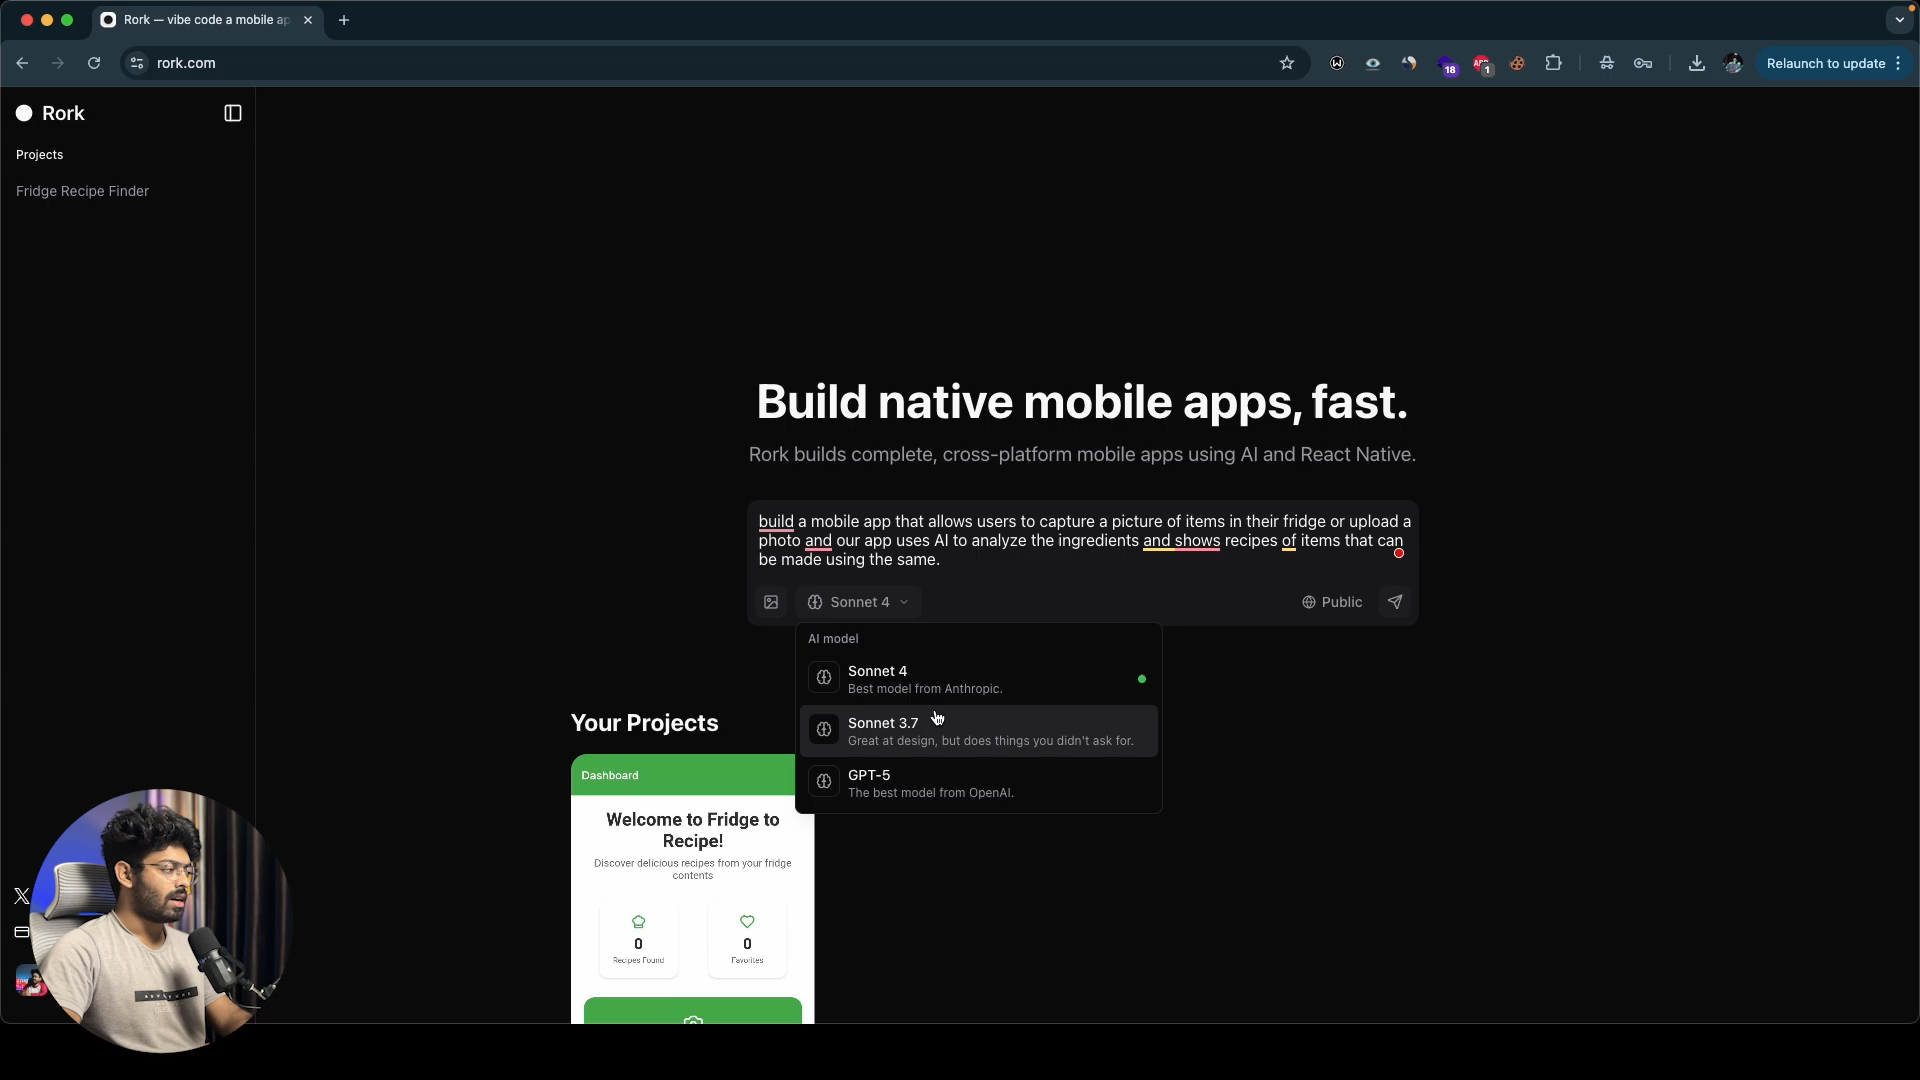 Rork — vibe code a mobile ap
rork.com
18
1
Relaunch to update
Rork
Projects
Fridge Recipe Finder
Build native mobile apps, fast.
Rork builds complete, cross-platform mobile apps using AI and React Native.
build a mobile app that allows users to capture a picture of items in their fridge or upload a
photo and our app uses AI to analyze the ingredients and shows recipes of items that can
be made using the same.
Sonnet 4
Public
AI model
Sonnet 4
Best model from Anthropic.
Sonnet 3.7
Great at design, but does things you didn't ask for.
GPT-5
The best model from OpenAI.
Your Projects
Dashboard
Welcome to Fridge to
Recipe!
Discover delicious recipes from your fridge
contents
0
Recipes Found
0
Favorites